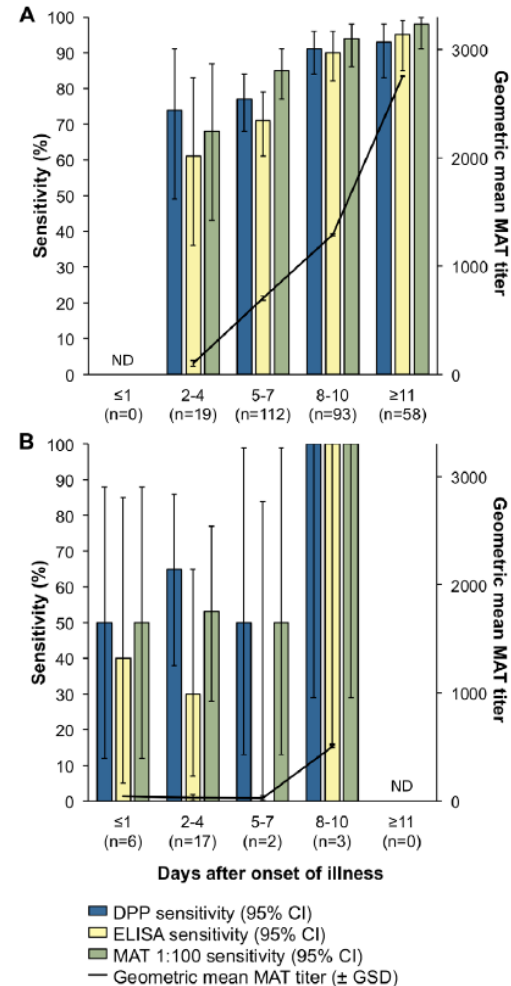 A
100
90
80
70
60
50
40
30
20
10
0
Sensitivity (%)
3000
2000
1000
0
Geometric mean MAT titer
ND
≤1 2-4 5-7 8-10 ≥11
(n=0) (n=19) (n=112) (n=93) (n=58)
B
100
90
80
70
60
50
40
30
20
10
0
Sensitivity (%)
3000
2000
1000
0
Geometric mean MAT titer
ND
≤1 2-4 5-7 8-10 ≥11
(n=6) (n=17) (n=2) (n=3) (n=0)
Days after onset of illness
DPP sensitivity (95% CI)
ELISA sensitivity (95% CI)
MAT 1:100 sensitivity (95% CI)
Geometric mean MAT titer (± GSD)